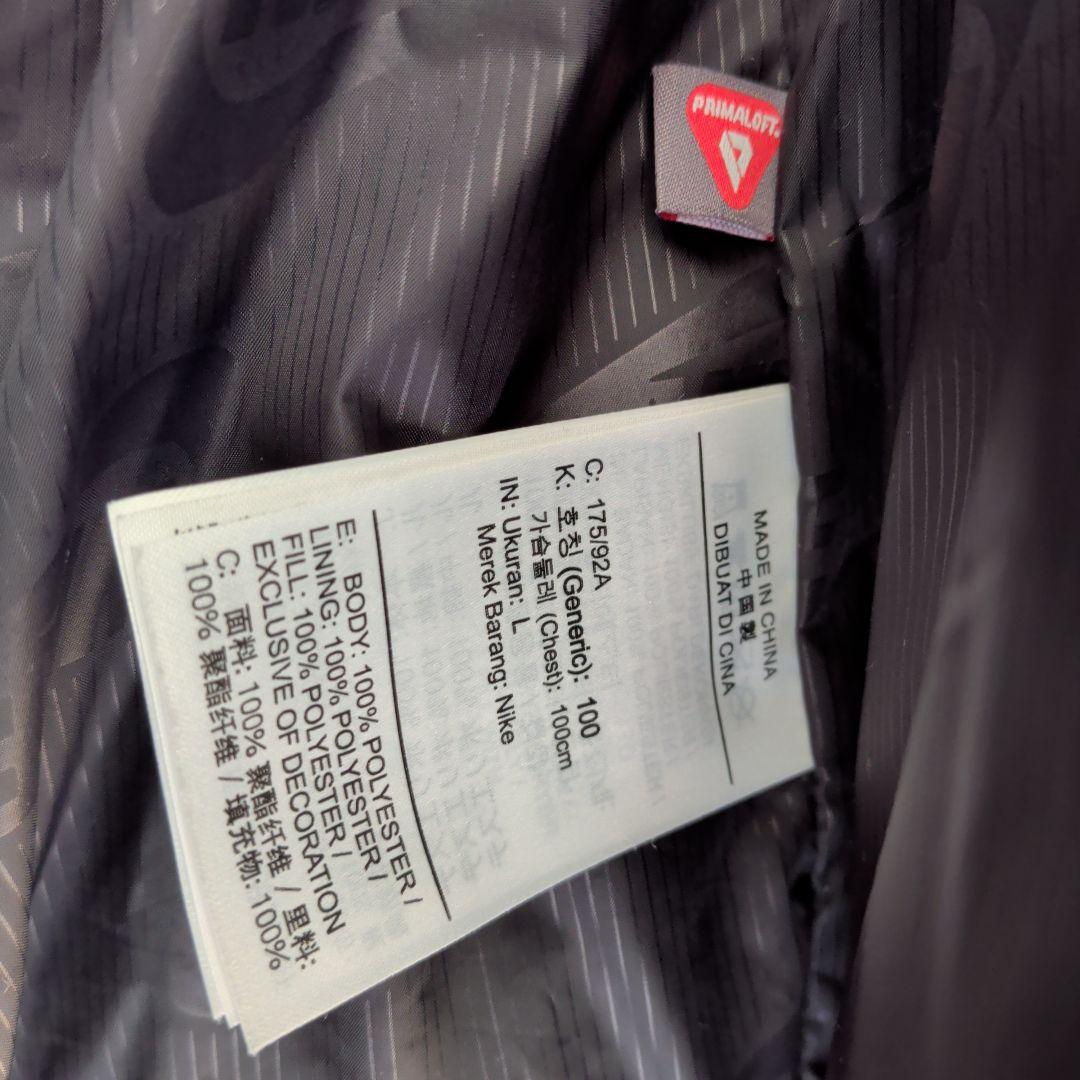 PRIMALOFT
MADE IN CHINA
中国製
DIBUAT DI CINA
C: 175/92A
K: 호칭 (Generic): 100
가슴둘레 (Chest): 100cm
IN: Ukuran: L
Merek Barang: Nike
E: BODY: 100% POLYESTER /
LINING: 100% POLYESTER /
FILL: 100% POLYESTER /
EXCLUSIVE OF DECORATION
C: 面料: 100% 聚酯纤维 / 里料:
100% 聚酯纤维 / 填充物: 100%